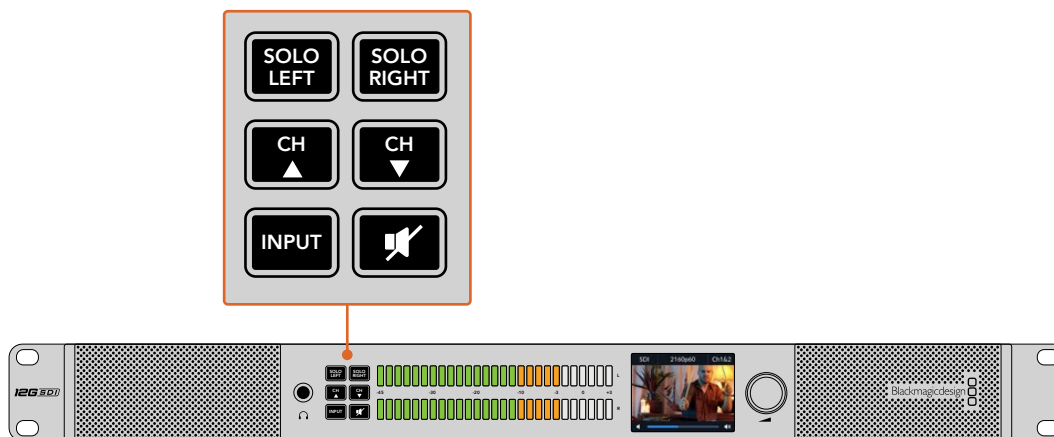 SOLO
LEFT
SOLO
RIGHT
CH
CH
INPUT
SDI 2160p60 Ch1&2
12G SDI
SOLO
LEFT
SOLO
RIGHT
L
CH
CH
-45 -30 -20 -10 -3 0 +3
INPUT
R
Blackmagicdesign